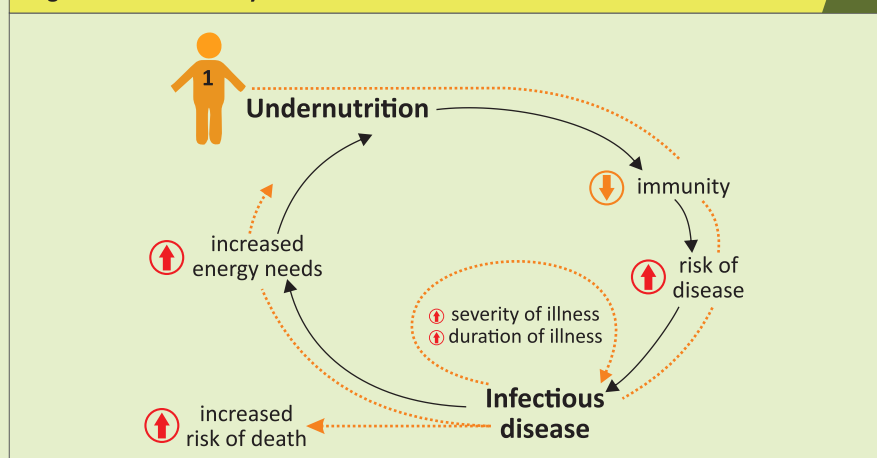 1
Undernutrition
immunity
risk of
disease
increased
energy needs
severity of illness
duration of illness
Infectious
disease
increased
risk of death